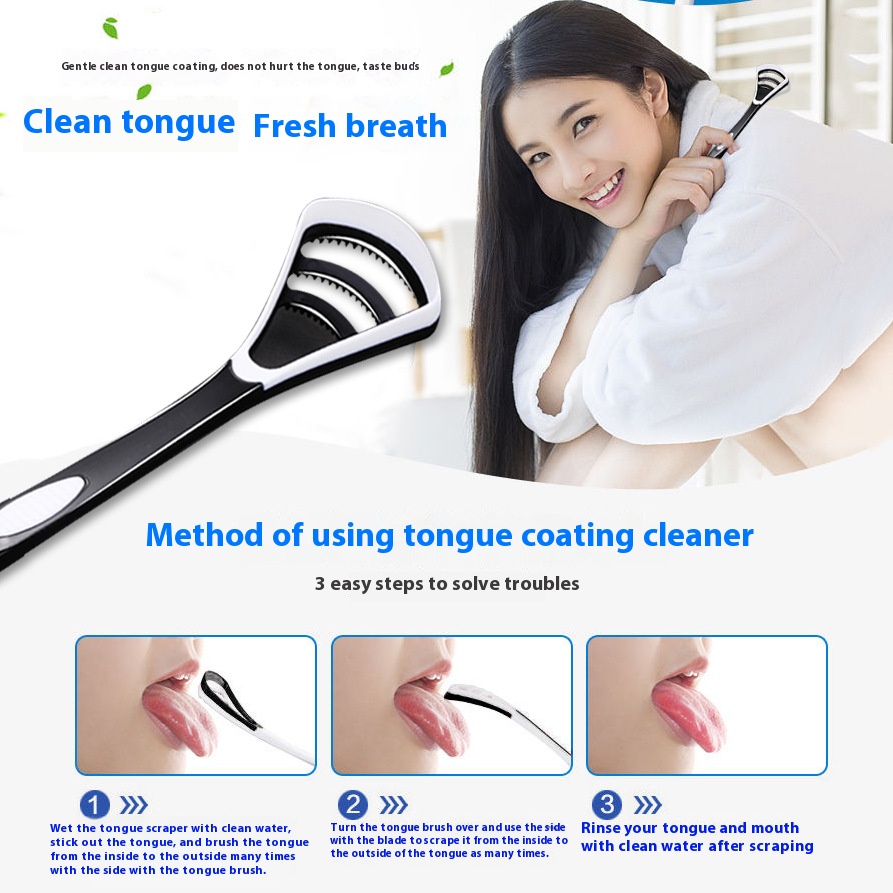 Gentle clean tongue coating, does not hurt the tongue, taste buds
Clean tongue Fresh breath
Method of using tongue coating cleaner
3 easy steps to solve troubles
1
Wet the tongue scraper with clean water,
stick out the tongue, and brush the tongue
from the inside to the outside many times
with the side with the tongue brush.
2
Turn the tongue brush over and use the side
with the blade to scrape it from the inside to
the outside of the tongue as many times.
3
Rinse your tongue and mouth
with clean water after scraping